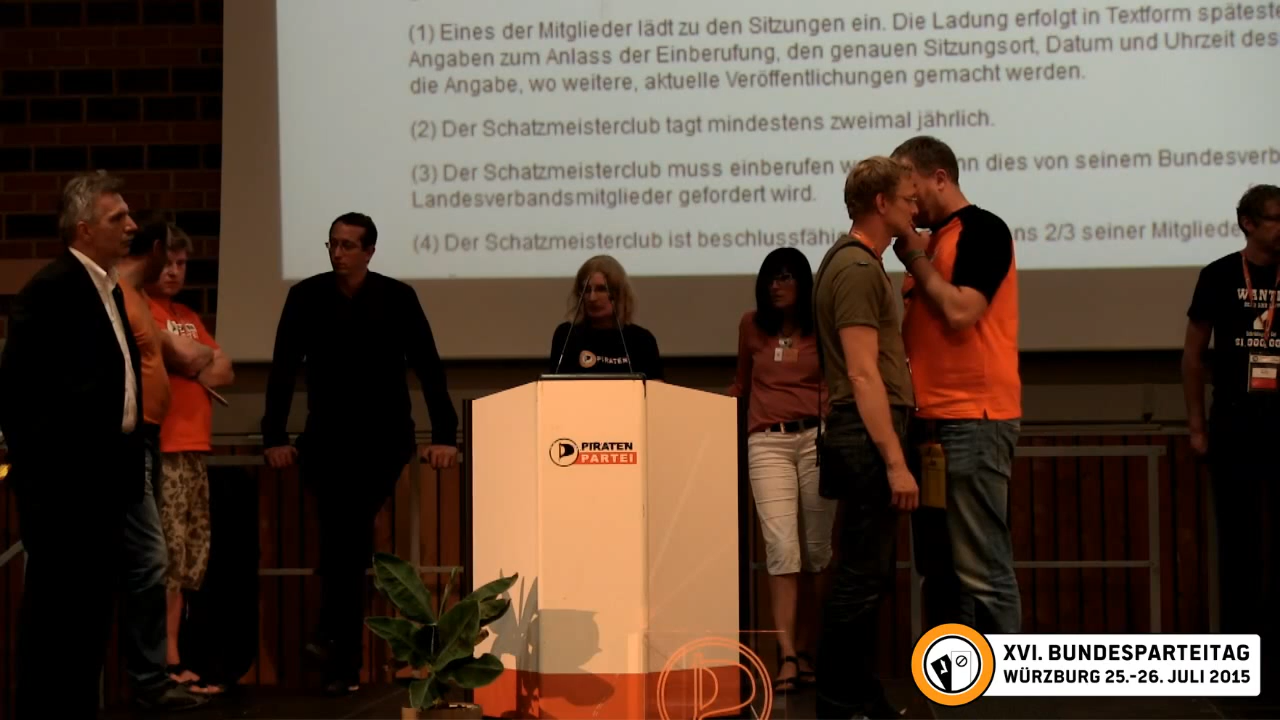 (1) Eines der Mitglieder lädt zu den Sitzungen ein. Die Ladung erfolgt in Textform späteste
Angaben zum Anlass der Einberufung, den genauen Sitzungsort, Datum und Uhrzeit des
die Angabe, wo weitere, aktuelle Veröffentlichungen gemacht werden.
(2) Der Schatzmeisterclub tagt mindestens zweimal jährlich.
(3) Der Schatzmeisterclub muss einberufen w nn dies von seinem Bundesverb
Landesverbandsmitglieder gefordert wird.
(4) Der Schatzmeisterclub ist beschlussfähig ns 2/3 seiner Mitgliede
PIRATEN
PIRATEN
PARTEI
XVI. BUNDESPARTEITAG
WÜRZBURG 25.-26. JULI 2015